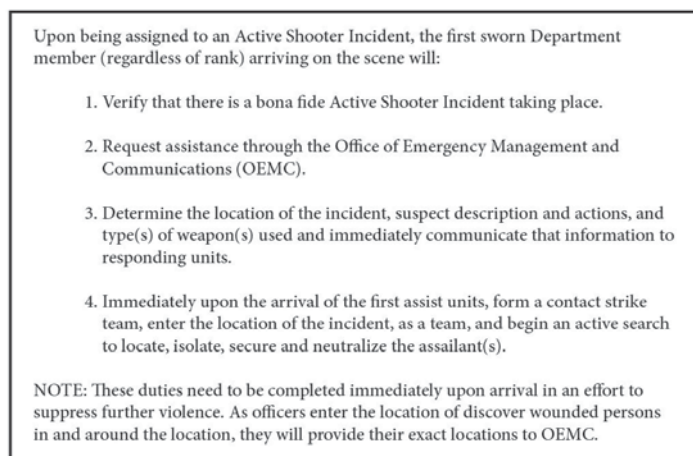 Upon being assigned to an Active Shooter Incident, the first sworn Department
member (regardless of rank) arriving on the scene will:
1. Verify that there is a bona fide Active Shooter Incident taking place.
2. Request assistance through the Office of Emergency Management and
Communications (OEMC).
3. Determine the location of the incident, suspect description and actions, and
type(s) of weapon(s) used and immediately communicate that information to
responding units.
4. Immediately upon the arrival of the first assist units, form a contact strike
team, enter the location of the incident, as a team, and begin an active search
to locate, isolate, secure and neutralize the assailant(s).
NOTE: These duties need to be completed immediately upon arrival in an effort to
suppress further violence. As officers enter the location of discover wounded persons
in and around the location, they will provide their exact locations to OEMC.